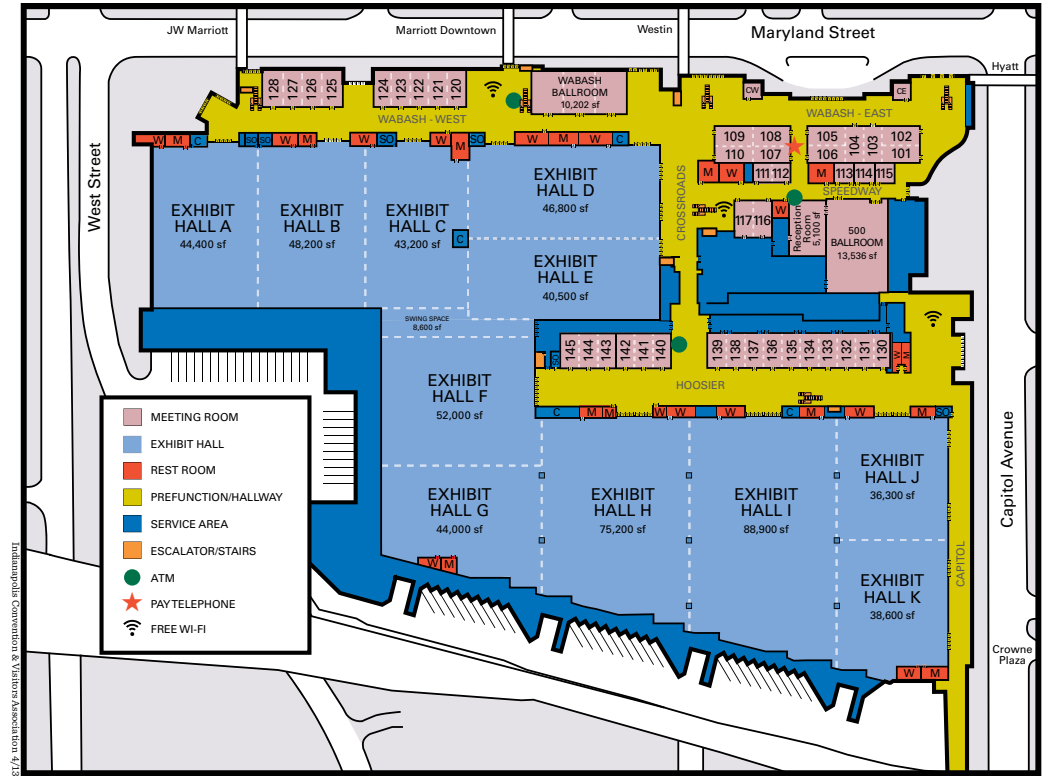 JW Marriott
Marriott Downtown
Westin
Maryland Street
Hyatt
West Street
Capitol Avenue
Crowne
Plaza
128
127
126
125
124
123
122
121
120
WABASH
BALLROOM
10,202 sf
WABASH - WEST
CW
CE
WABASH - EAST
109
108
110
107
105
106
104
103
102
101
W
M
C
SO
SO
W
M
W
SO
W
M
SO
W
M
W
C
M
W
111
112
M
113
114
115
SPEEDWAY
CROSSROADS
117
116
W
Reception
Room
5,100 sf
500
BALLROOM
13,536 sf
EXHIBIT
HALL A
44,400 sf
EXHIBIT
HALL B
48,200 sf
EXHIBIT
HALL C
43,200 sf
C
EXHIBIT
HALL D
46,800 sf
EXHIBIT
HALL E
40,500 sf
SWING SPACE
8,600 sf
SO
145
144
143
142
141
140
139
138
137
136
135
134
133
132
131
130
W
M
HOOSIER
C
M
M
W
W
W
C
M
W
M
SO
EXHIBIT
HALL F
52,000 sf
EXHIBIT
HALL G
44,000 sf
W
M
EXHIBIT
HALL H
75,200 sf
EXHIBIT
HALL I
88,900 sf
EXHIBIT
HALL J
36,300 sf
EXHIBIT
HALL K
38,600 sf
W
M
CAPITOL
MEETING ROOM
EXHIBIT HALL
REST ROOM
PREFUNCTION/HALLWAY
SERVICE AREA
ESCALATOR/STAIRS
ATM
PAY TELEPHONE
FREE WI-FI
Indianapolis Convention & Visitors Association 4/13